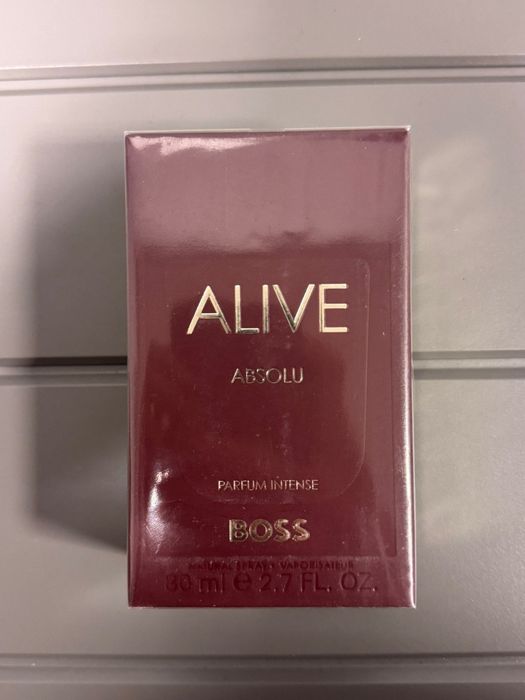 ALIVE
ABSOLU
PARFUM INTENSE
BOSS
NATURAL SPRAY VAPORISATEUR
80 ml e 2.7 FL. OZ.